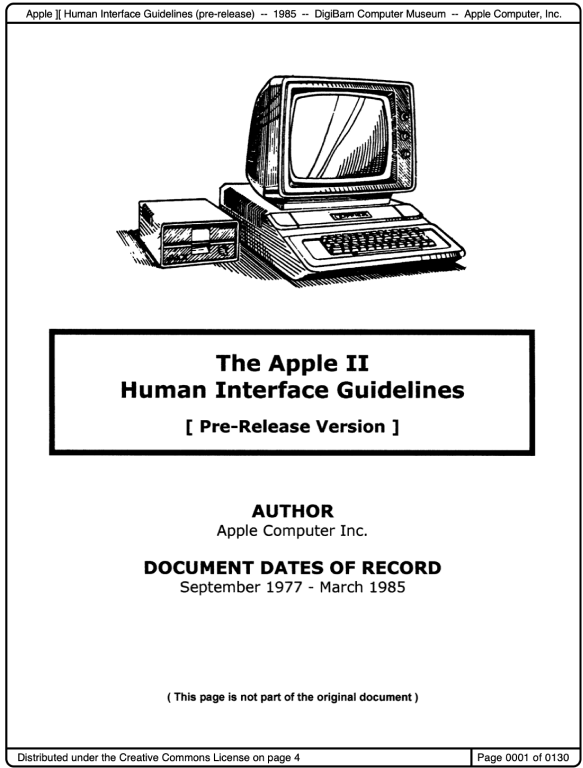 Apple ][ Human Interface Guidelines (pre-release) -- 1985 -- DigiBarn Computer Museum -- Apple Computer, Inc.
The Apple II
Human Interface Guidelines
[ Pre-Release Version ]
AUTHOR
Apple Computer Inc.
DOCUMENT DATES OF RECORD
September 1977 - March 1985
( This page is not part of the original document )
Distributed under the Creative Commons License on page 4
Page 0001 of 0130